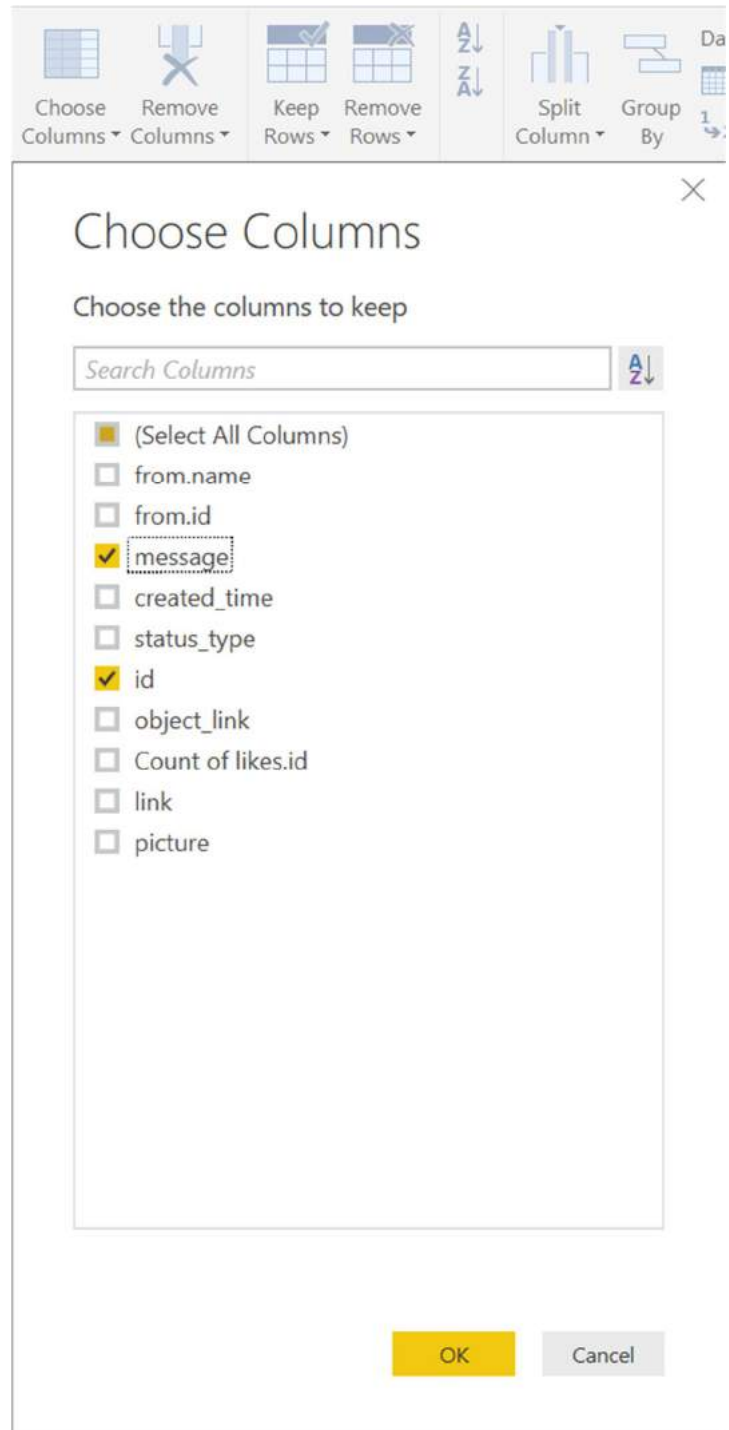 Choose Columns
Remove Columns
Keep Rows
Remove Rows
A
Z
Z
A
Split Column
Group By
Da
1
Choose Columns
Choose the columns to keep
Search Columns
A
Z
(Select All Columns)
from.name
from.id
message
created_time
status_type
id
object_link
Count of likes.id
link
picture
OK
Cancel